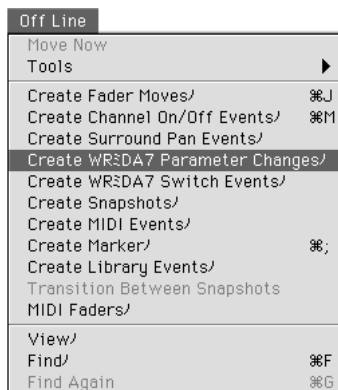 Off Line
Move Now
Tools
Create Fader Moves/ ⌘J
Create Channel On/Off Events/ ⌘M
Create Surround Pan Events/
Create WR፤DA7 Parameter Changes/
Create WR፤DA7 Switch Events/
Create Snapshots/
Create MIDI Events/
Create Marker/ ⌘;
Create Library Events/
Transition Between Snapshots
MIDI Faders/
View/
Find/ ⌘F
Find Again ⌘G